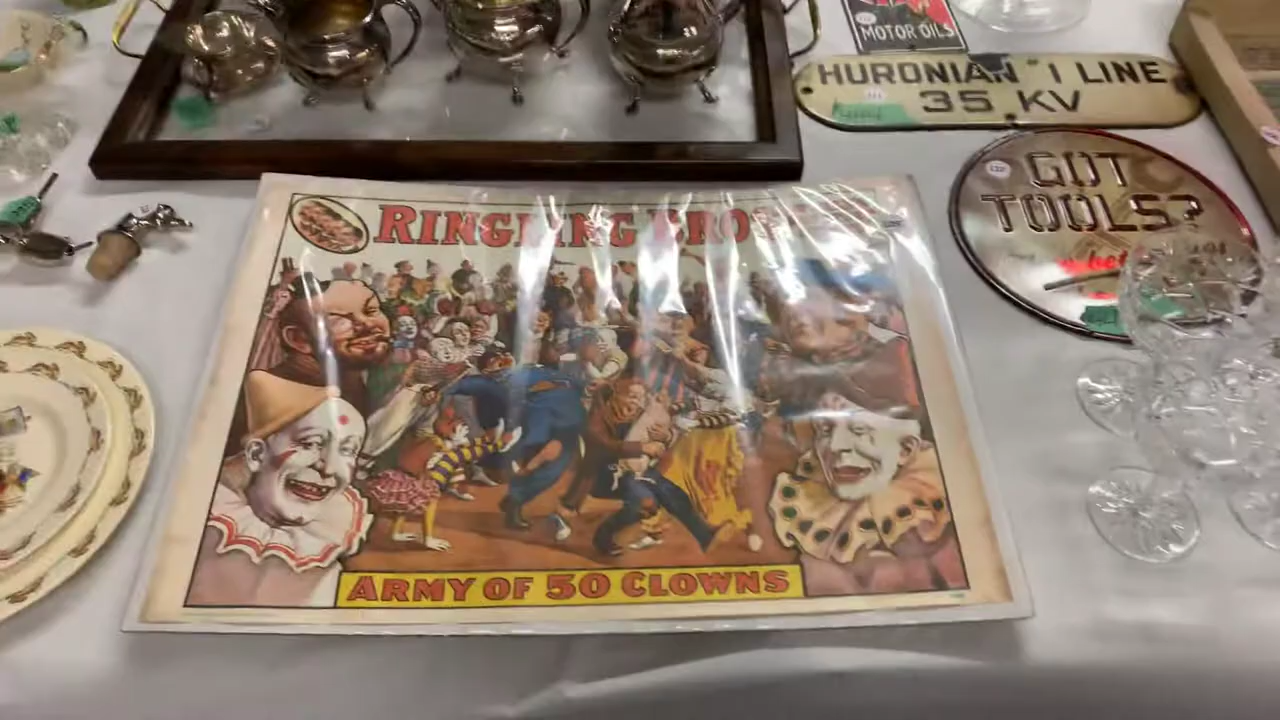 MOTOR OILS
HURONIAN 1 LINE
35 KV
GOT
TOOLS?
RINGLING BROS
ARMY OF 50 CLOWNS